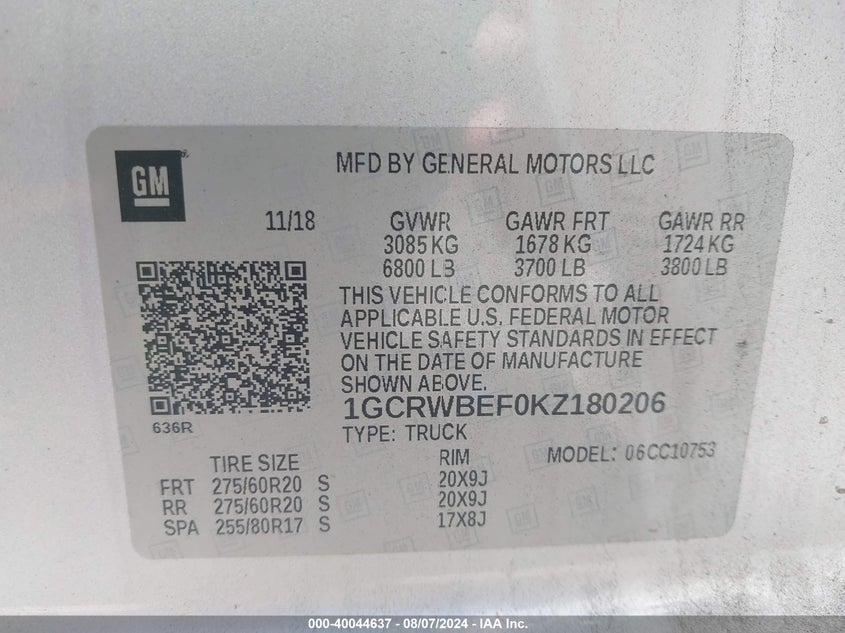 GM
MFD BY GENERAL MOTORS LLC
11/18 GVWR GAWR FRT GAWR RR
3085 KG 1678 KG 1724 KG
6800 LB 3700 LB 3800 LB
THIS VEHICLE CONFORMS TO ALL
APPLICABLE U.S. FEDERAL MOTOR
VEHICLE SAFETY STANDARDS IN EFFECT
ON THE DATE OF MANUFACTURE
SHOWN ABOVE.
636R
1GCRWBEF0KZ180206
TYPE: TRUCK MODEL: 06CC10753
TIRE SIZE RIM
FRT 275/60R20 S 20X9J
RR 275/60R20 S 20X9J
SPA 255/80R17 S 17X8J
000-40044637 - 08/07/2024 - IAA Inc.